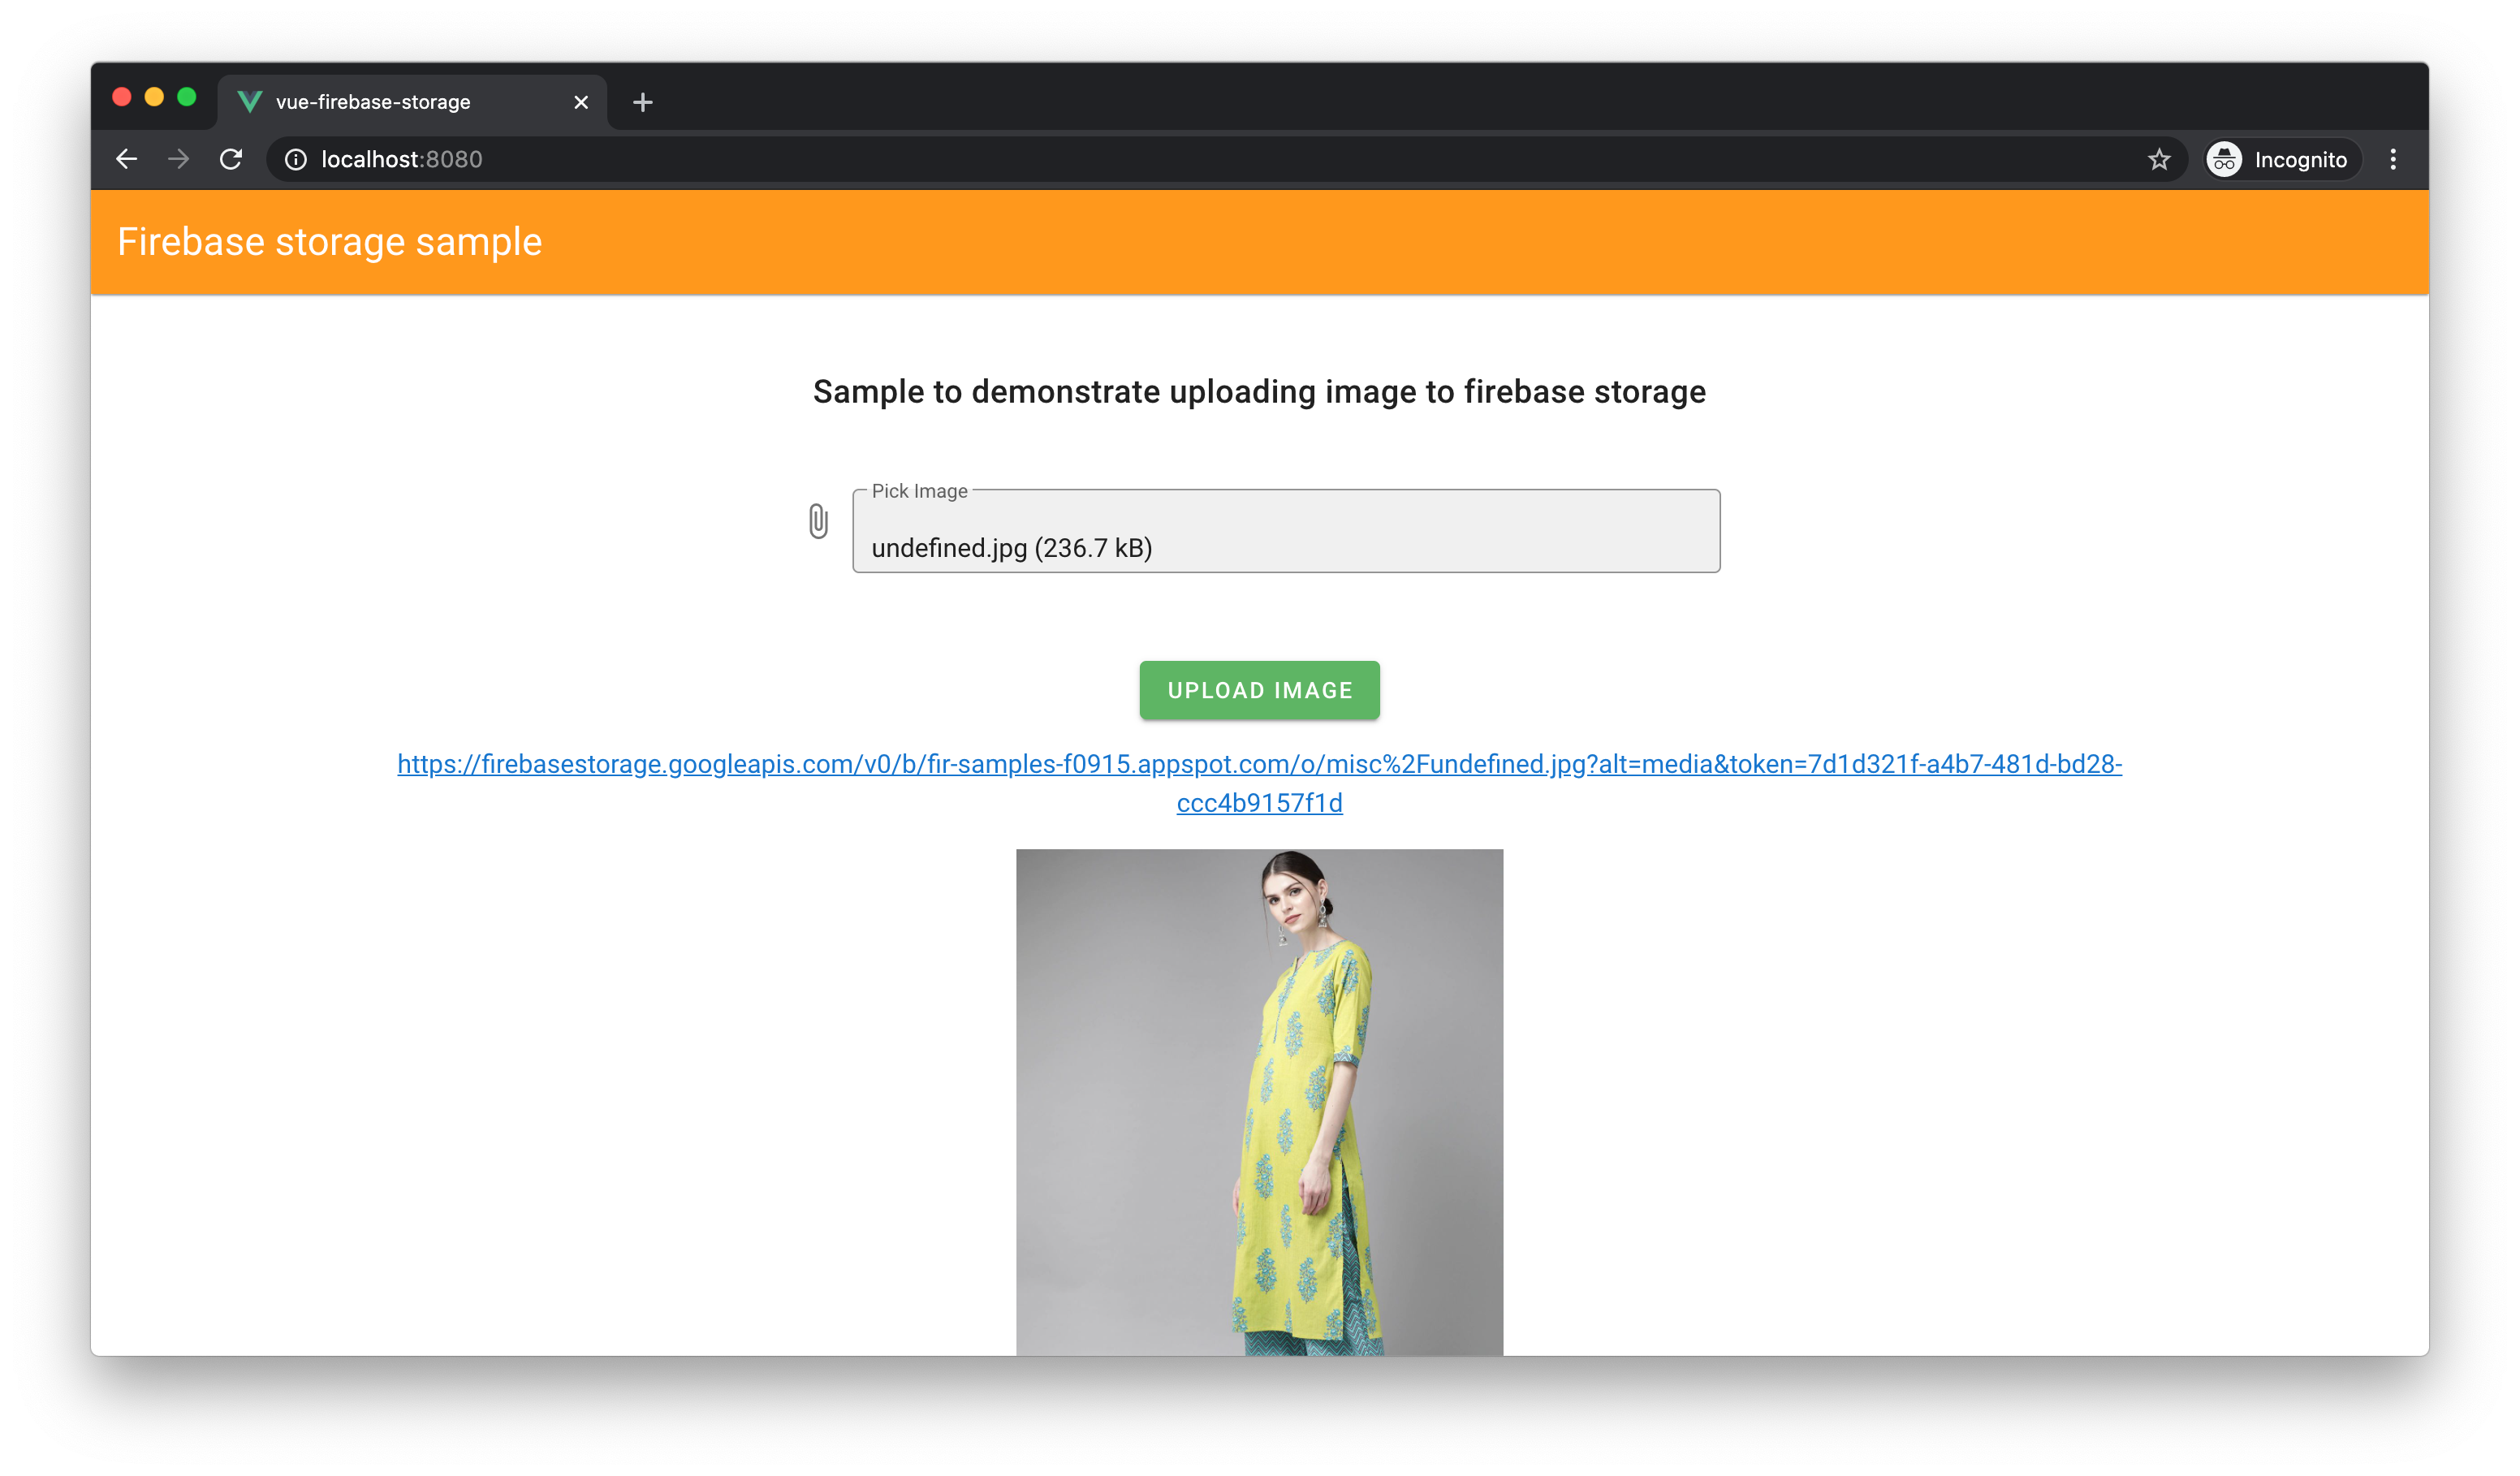 vue-firebase-storage
localhost:8080
Incognito
Firebase storage sample
Sample to demonstrate uploading image to firebase storage
Pick Image
undefined.jpg (236.7 kB)
UPLOAD IMAGE
https://firebasestorage.googleapis.com/v0/b/fir-samples-f0915.appspot.com/o/misc%2Fundefined.jpg?alt=media&token=7d1d321f-a4b7-481d-bd28-
ccc4b9157f1d